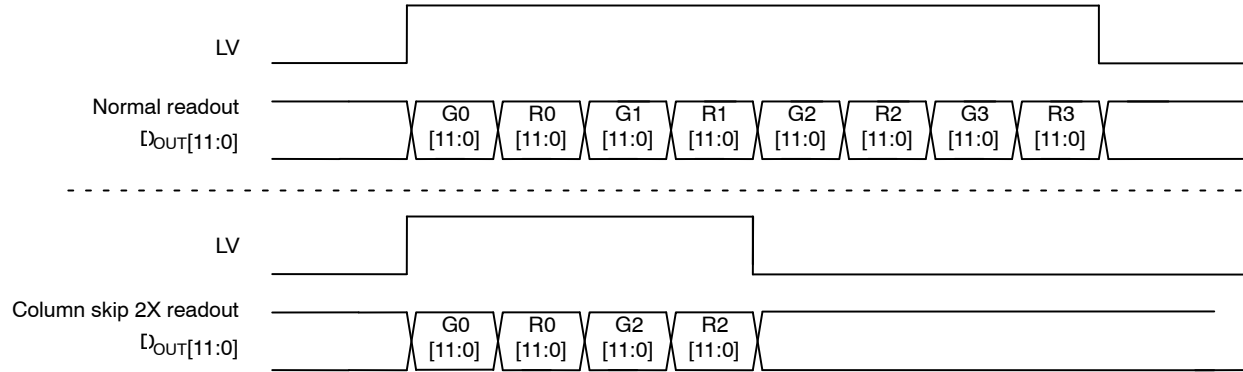 LV
Normal readout
G0 R0 G1 R1 G2 R2 G3 R3
DOUT[11:0]
[11:0] [11:0] [11:0] [11:0] [11:0] [11:0] [11:0] [11:0]
LV
Column skip 2X readout
G0 R0 G2 R2
DOUT[11:0]
[11:0] [11:0] [11:0] [11:0]